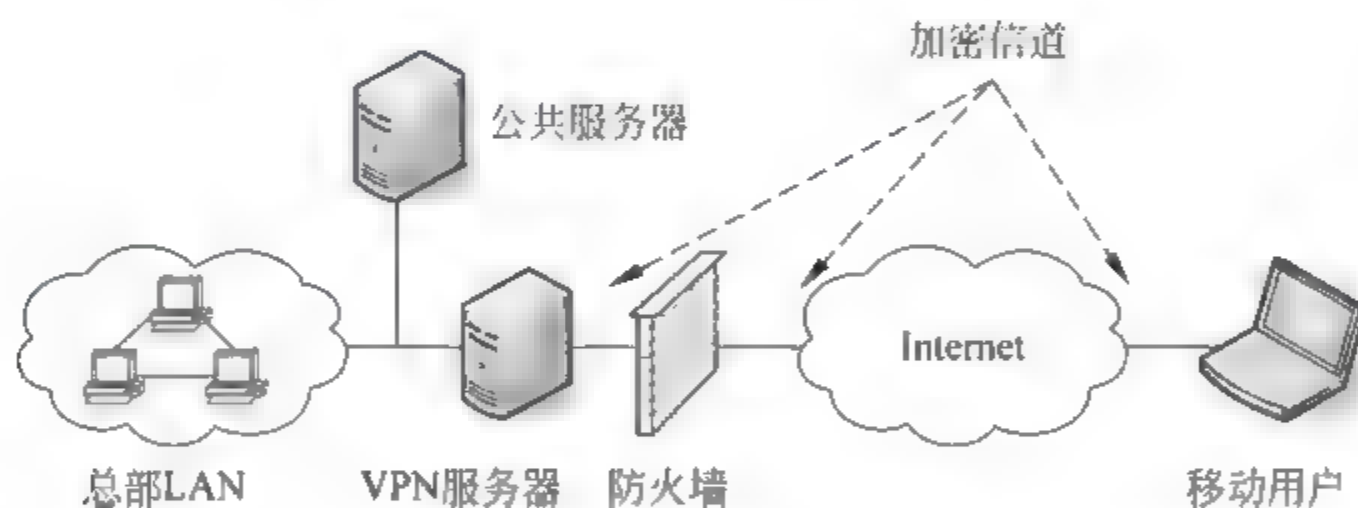 加密信道
公共服务器
Internet
总部LAN
VPN服务器
防火墙
移动用户